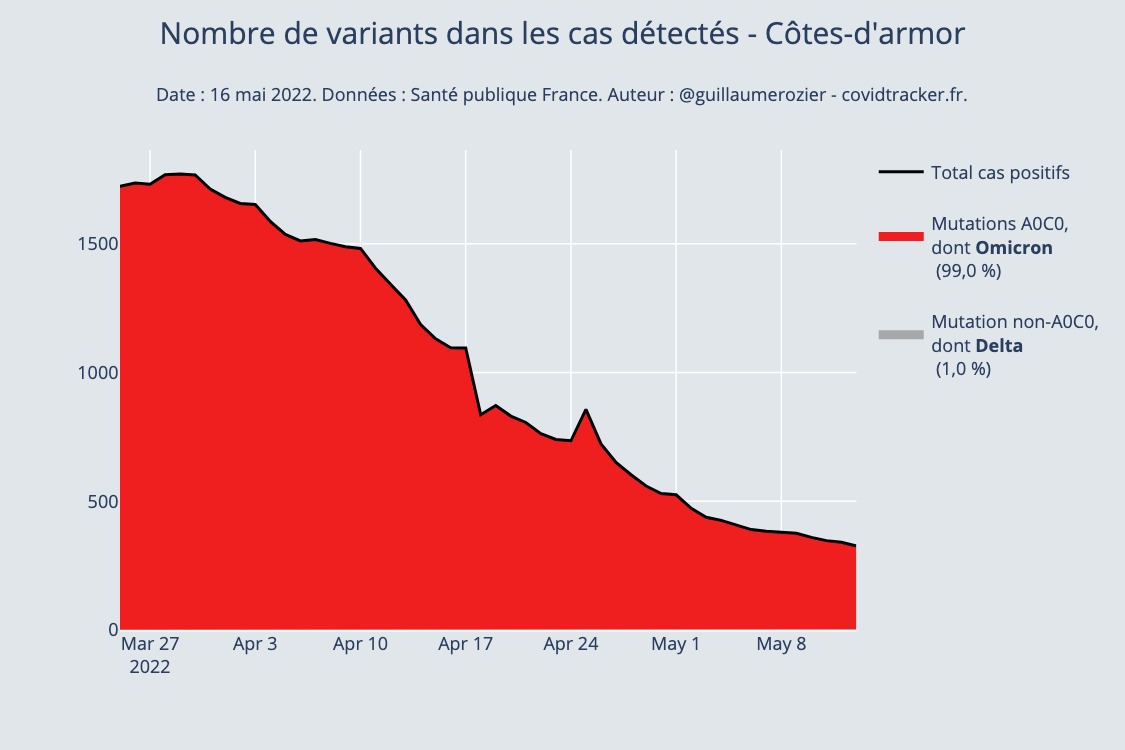 Nombre de variants dans les cas détectés - Côtes-d'armor
Date : 16 mai 2022. Données : Santé publique France. Auteur : @guillaumerozier - covidtracker.fr.
Total cas positifs
Mutations A0C0,
dont Omicron
(99,0 %)
Mutation non-A0C0,
dont Delta
(1,0 %)
1500
1000
500
0
Mar 27
2022
Apr 3
Apr 10
Apr 17
Apr 24
May 1
May 8